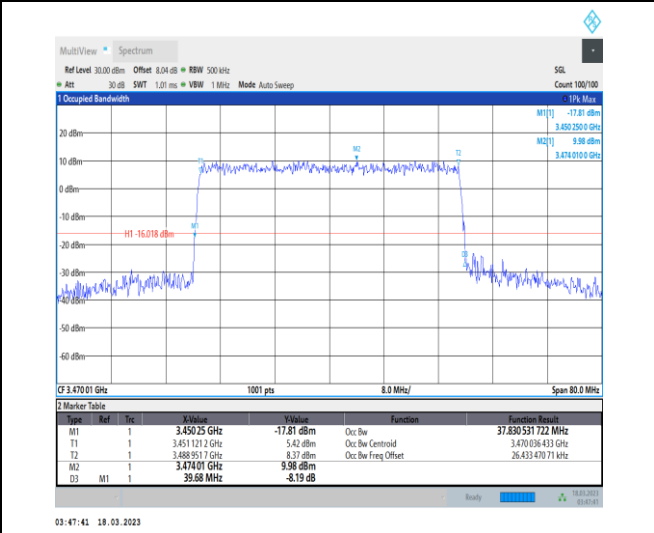 MultiView Spectrum
Ref Level 30.00 dBm Offset 8.04 dB RBW 500 kHz SGL
Att 30 dB SWT 1.01 ms VBW 1 MHz Mode Auto Sweep Count 100/100
1 Occupied Bandwidth 1Pk Max
M1[1] -17.81 dBm
3.450 250 0 GHz
M2[1] 9.98 dBm
3.474 010 0 GHz
20 dBm
10 dBm
0 dBm
-10 dBm
-20 dBm
-30 dBm
-40 dBm
-50 dBm
-60 dBm
T1
M2
T2
M1
H1 -16.018 dBm
D3
CF 3.470 01 GHz 1001 pts 8.0 MHz/ Span 80.0 MHz
2 Marker Table
Type Ref Trc X-Value Y-Value Function Function Result
M1 1 3.450 25 GHz -17.81 dBm Occ Bw 37.830 531 722 MHz
T1 1 3.451 121 2 GHz 5.42 dBm Occ Bw Centroid 3.470 036 433 GHz
T2 1 3.488 951 7 GHz 8.37 dBm Occ Bw Freq Offset 26.433 470 71 kHz
M2 1 3.474 01 GHz 9.98 dBm
D3 M1 1 39.68 MHz -8.19 dB
Ready 18.03.2023
03:47:41
03:47:41 18.03.2023